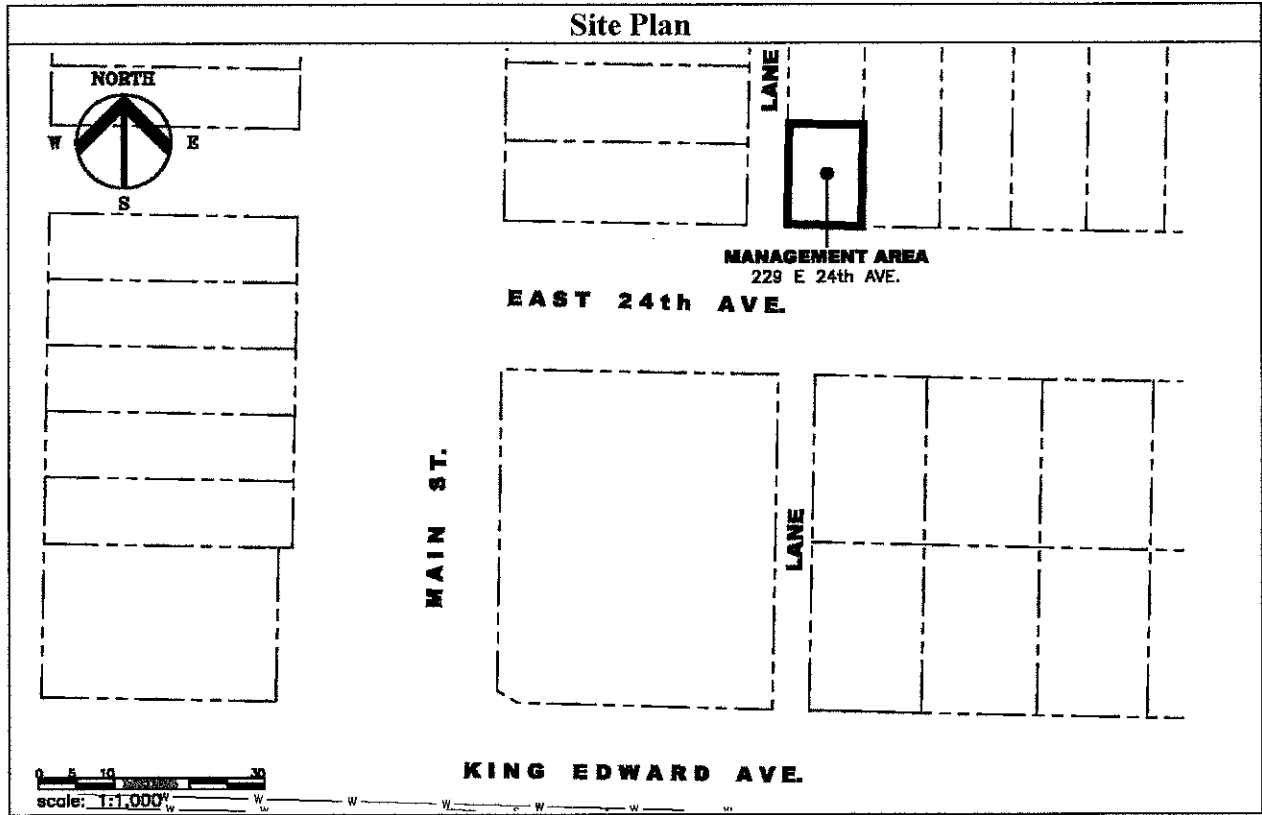 Site Plan
NORTH
W
E
S
LANE
MANAGEMENT AREA
229 E 24th AVE.
EAST 24th AVE.
MAIN ST.
LANE
KING EDWARD AVE.
0 5 10 30
scale: 1:1,000
W W W W W W
W W S W W